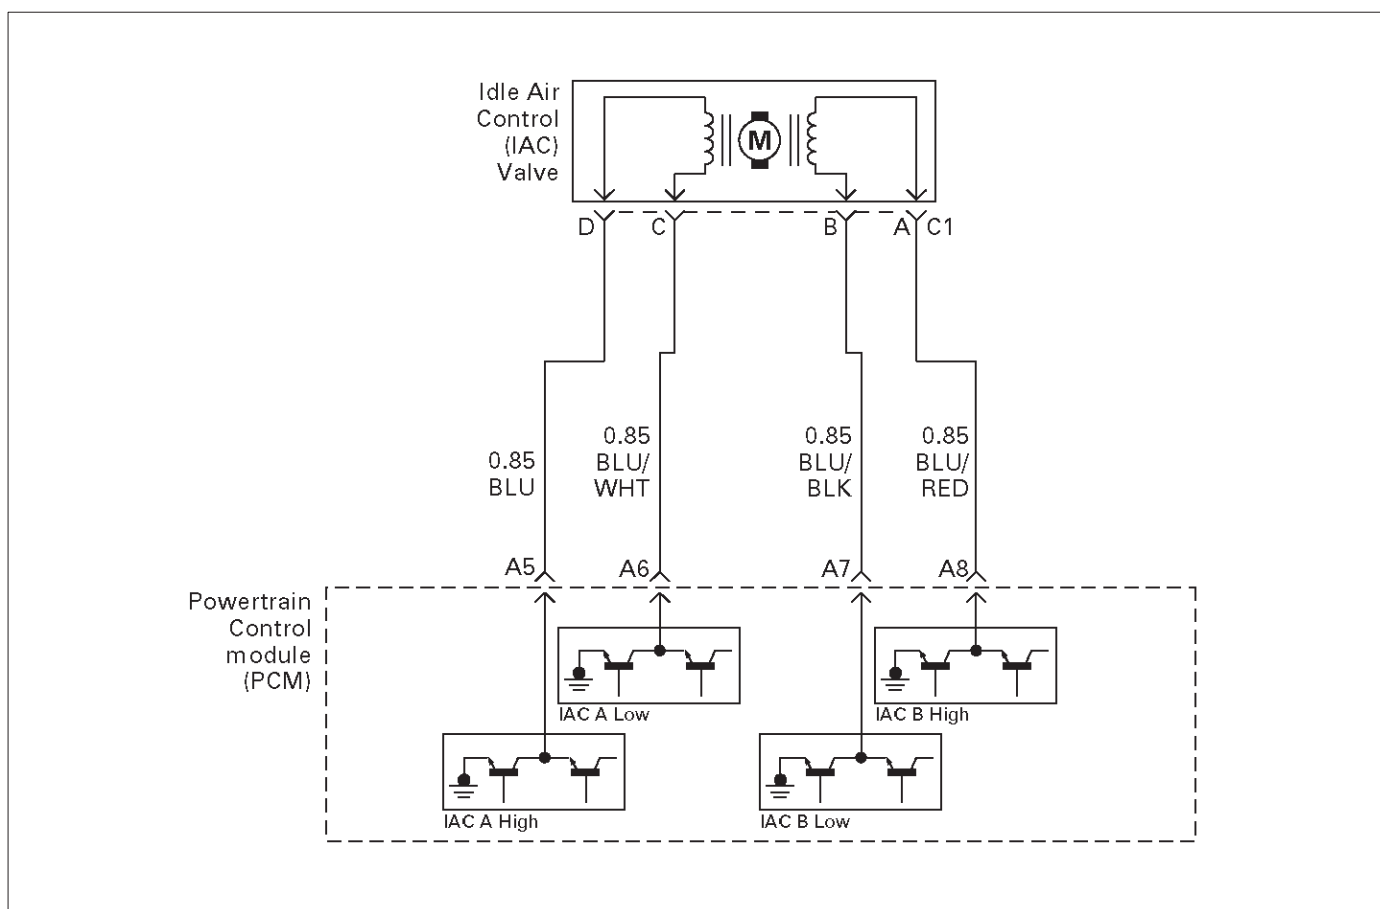 Idle Air
Control
(IAC)
Valve
M
D
C
B
A C1
0.85
BLU
0.85
BLU/
WHT
0.85
BLU/
BLK
0.85
BLU/
RED
A5
A6
A7
A8
Powertrain
Control
module
(PCM)
IAC A Low
IAC B High
IAC A High
IAC B Low